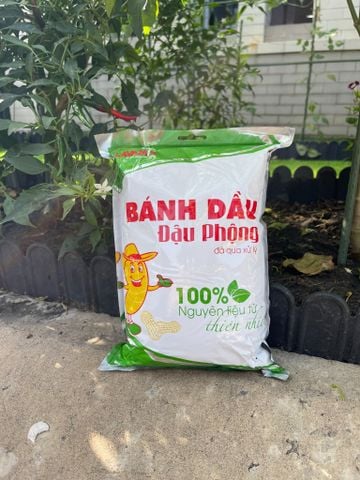 BÁNH DẦU
Đậu Phộng
đã qua xử lý
100%
Nguyên liệu từ
thiên nhiên